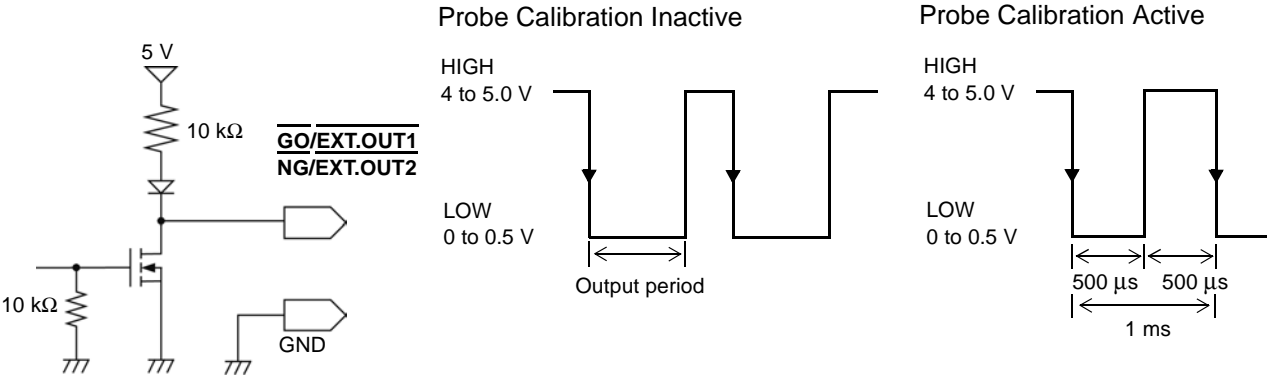 Probe Calibration Inactive
Probe Calibration Active
5 V
10 kΩ
GO/EXT.OUT1
NG/EXT.OUT2
10 kΩ
GND
HIGH
4 to 5.0 V
LOW
0 to 0.5 V
Output period
HIGH
4 to 5.0 V
LOW
0 to 0.5 V
500 μs 500 μs
1 ms